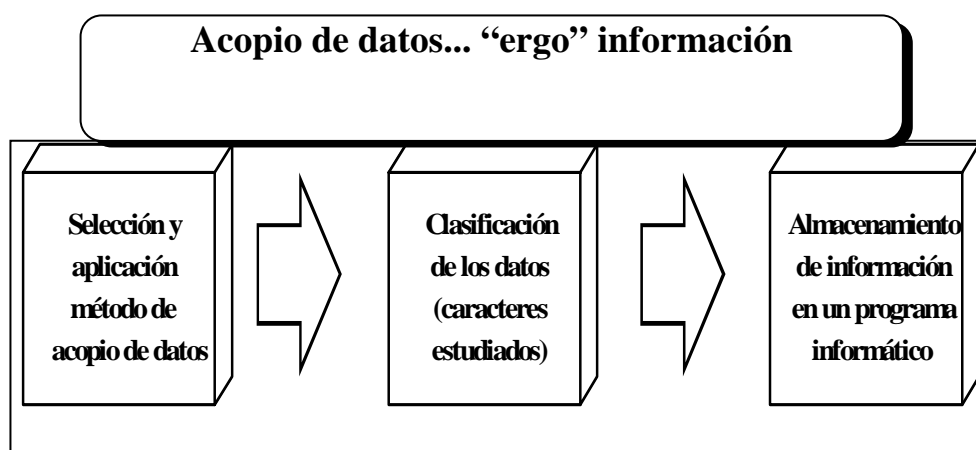 Acopio de datos... “ergo” información
Selección y
aplicación
método de
acopio de datos
Clasificación
de los datos
(caracteres
estudiados)
Almacenamiento
de información
en un programa
informático